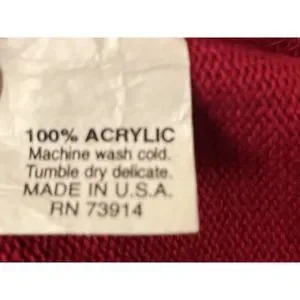 100% ACRYLIC
Machine wash cold.
Tumble dry delicate.
MADE IN U.S.A.
RN 73914